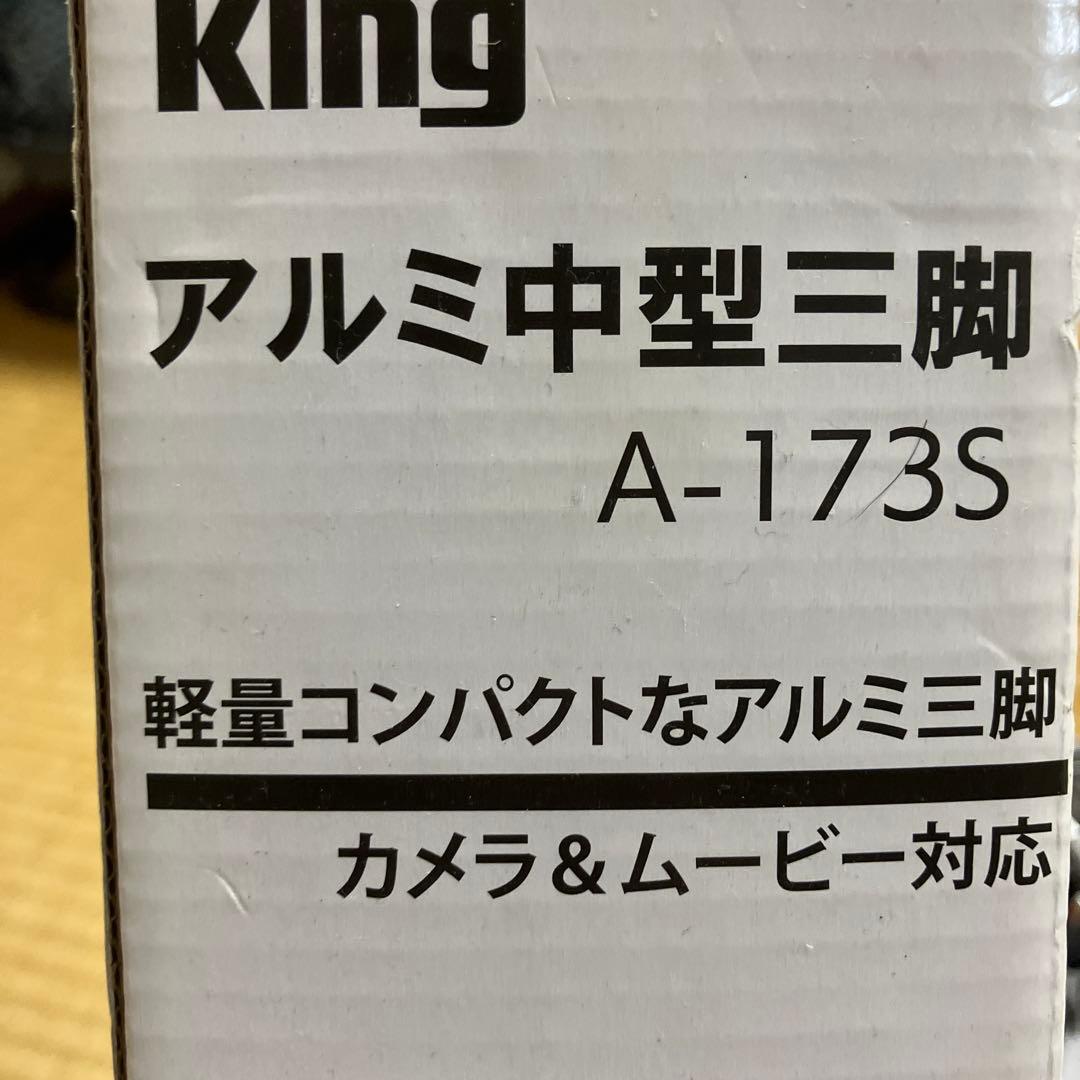 King
アルミ中型三脚
A-173S
軽量コンパクトなアルミ三脚
カメラ&ムービー対応